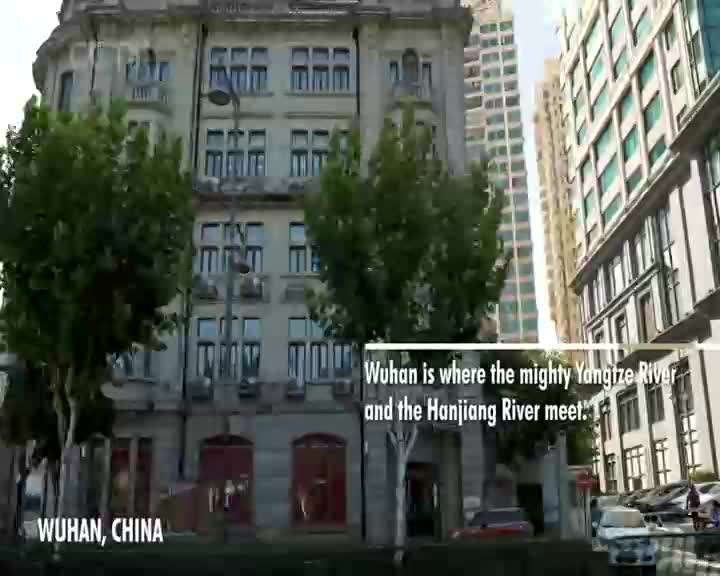 Wuhan is where the mighty Yangtze River
and the Hanjiang River meet.
WUHAN, CHINA